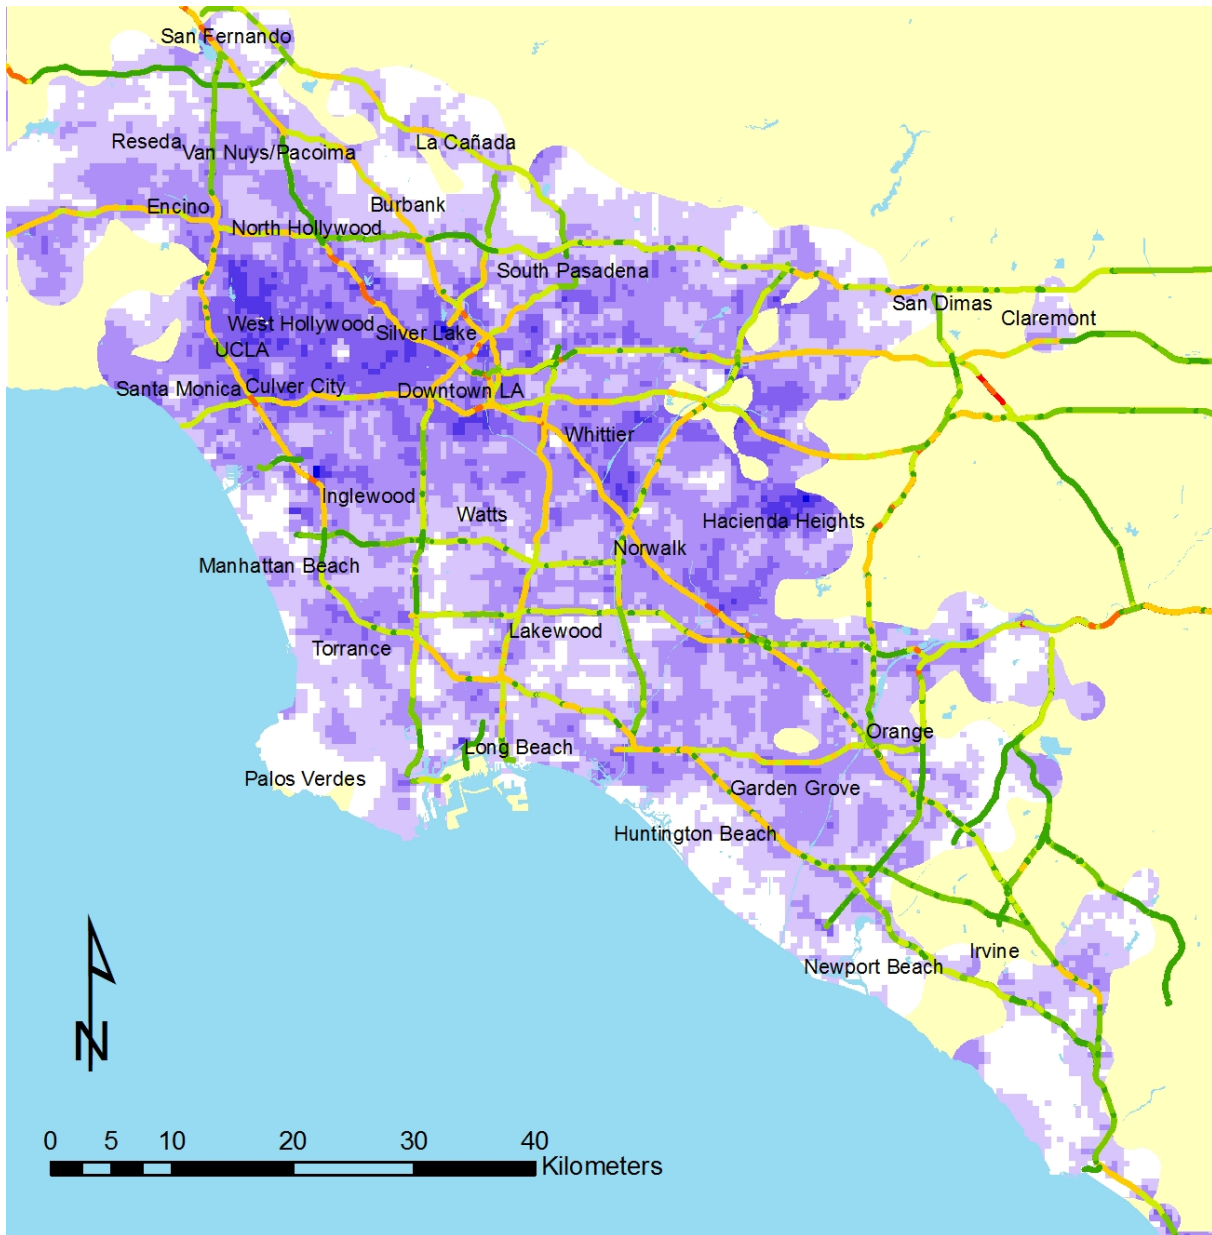 San Fernando
Reseda
Van Nuys/Pacoima
La Cañada
Encino
Burbank
North Hollywood
South Pasadena
San Dimas
Claremont
West Hollywood
Silver Lake
UCLA
Santa Monica
Culver City
Downtown LA
Whittier
Inglewood
Watts
Hacienda Heights
Norwalk
Manhattan Beach
Lakewood
Torrance
Orange
Long Beach
Palos Verdes
Garden Grove
Huntington Beach
Irvine
Newport Beach
N
0 5 10 20 30 40
Kilometers